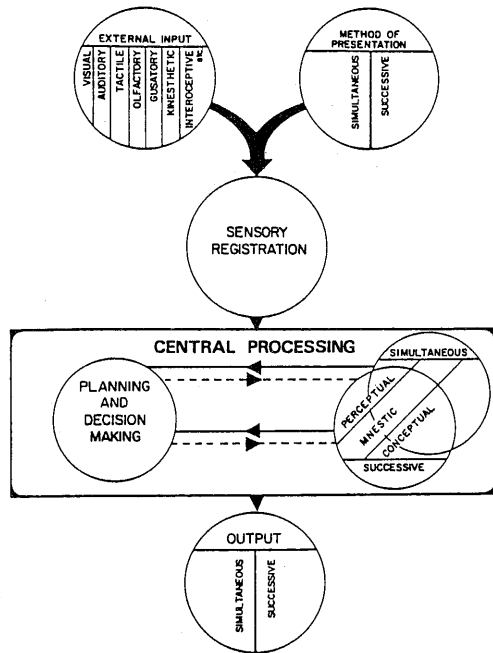 EXTERNAL INPUT
VISUAL
AUDITORY
TACTILE
OLFACTORY
GUSATORY
KINESTHETIC
INTEROCEPTIVE
etc.
METHOD OF
PRESENTATION
SIMULTANEOUS
SUCCESSIVE
SENSORY
REGISTRATION
CENTRAL PROCESSING
PLANNING
AND
DECISION
MAKING
SIMULTANEOUS
PERCEPTUAL
MNESTIC
CONCEPTUAL
SUCCESSIVE
OUTPUT
SIMULTANEOUS
SUCCESSIVE